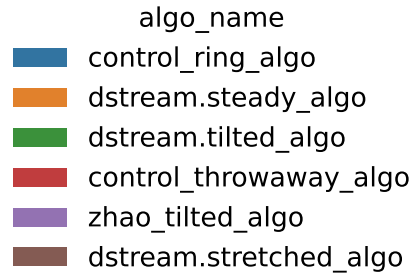 algo_name
control_ring_algo
dstream.steady_algo
dstream.tilted_algo
control_throwaway_algo
zhao_tilted_algo
dstream.stretched_algo